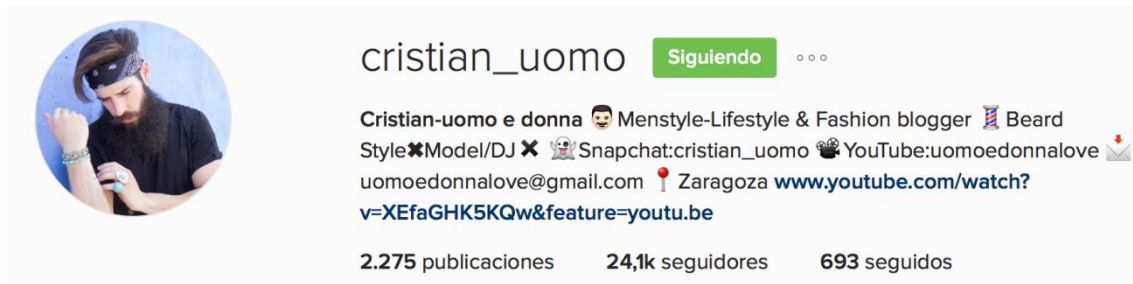 cristian_uomo Siguiendo
Cristian-uomo e donna 👨🏻 Menstyle-Lifestyle & Fashion blogger 💈 Beard
Style✖Model/DJ ✖ 👻Snapchat:cristian_uomo 📽YouTube:uomoedonnalove 📩
uomoedonnalove@gmail.com 📍 Zaragoza www.youtube.com/watch?
v=XEfaGHK5KQw&feature=youtu.be
2.275 publicaciones 24,1k seguidores 693 seguidos